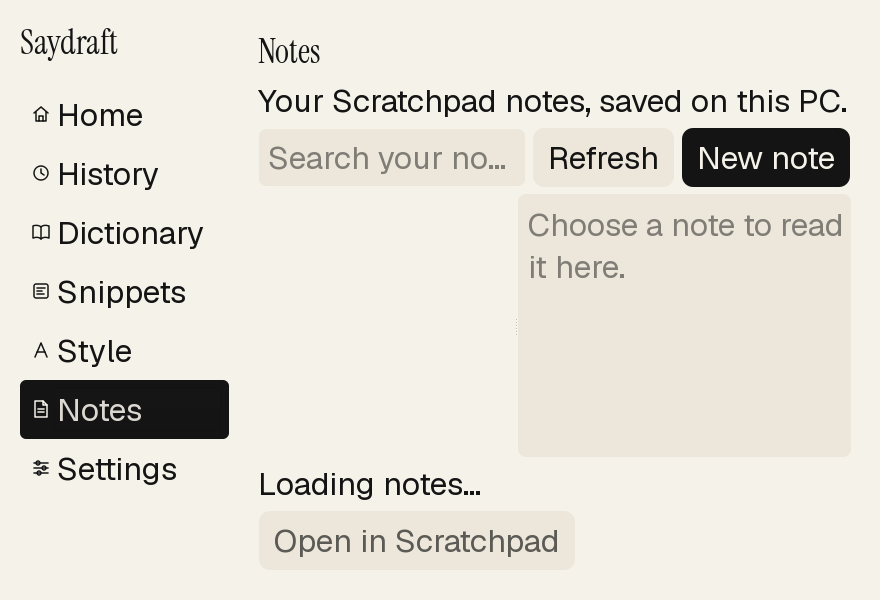 Saydraft
Home
History
Dictionary
Snippets
Style
Notes
Settings
Notes
Your Scratchpad notes, saved on this PC.
Search your no...
Refresh
New note
Choose a note to read
it here.
Loading notes...
Open in Scratchpad